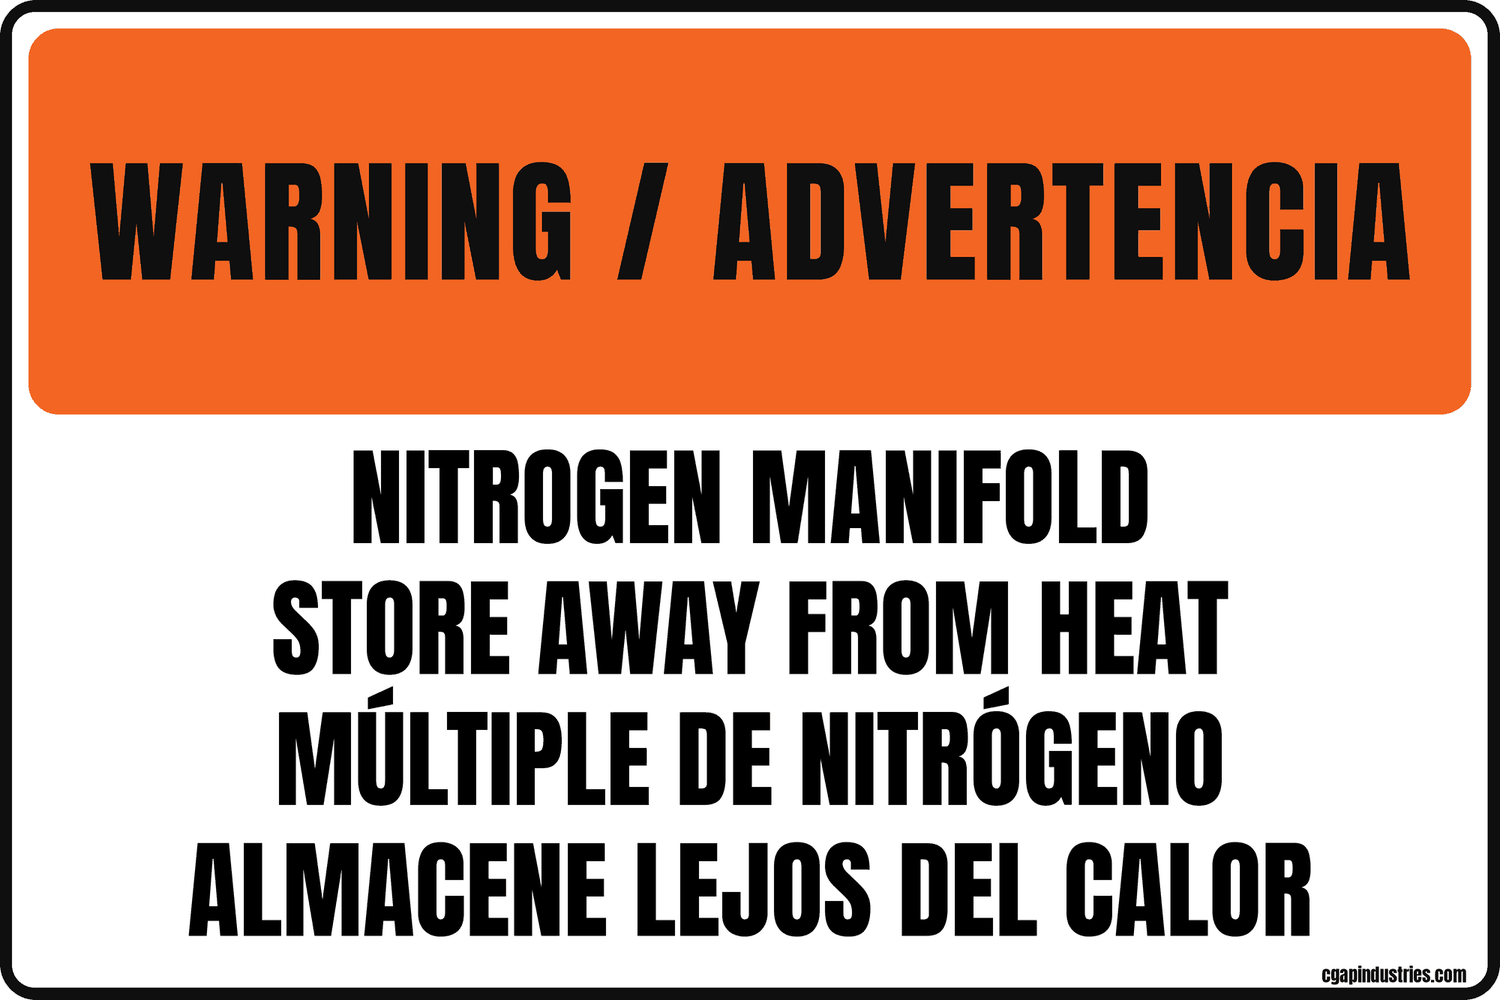 WARNING / ADVERTENCIA
NITROGEN MANIFOLD
STORE AWAY FROM HEAT
MÚLTIPLE DE NITRÓGENO
ALMACENE LEJOS DEL CALOR
cgapindustries.com